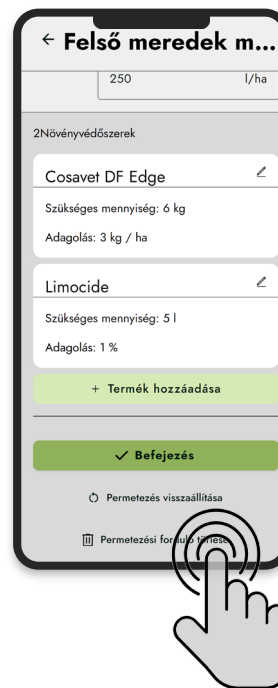 ← Felső meredek m...
250 l/ha
2Növényvédőszerek
Cosavet DF Edge
Szükséges mennyiség: 6 kg
Adagolás: 3 kg / ha
Limocide
Szükséges mennyiség: 5 l
Adagolás: 1 %
+ Termék hozzáadása
✓ Befejezés
Permetezés visszaállítása
Permetezési forduló törlése